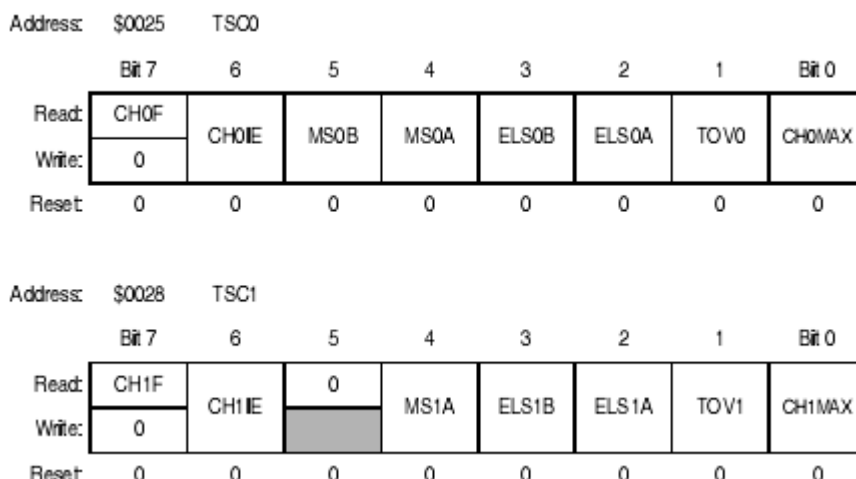 Address: $0025 TSC0
Bit 7 6 5 4 3 2 1 Bit 0
Read: CH0F CH0IE MS0B MS0A ELS0B ELS0A TOV0 CH0MAX
Write: 0
Reset: 0 0 0 0 0 0 0 0
Address: $0028 TSC1
Bit 7 6 5 4 3 2 1 Bit 0
Read: CH1F CH1IE 0 MS1A ELS1B ELS1A TOV1 CH1MAX
Write: 0
Reset: 0 0 0 0 0 0 0 0